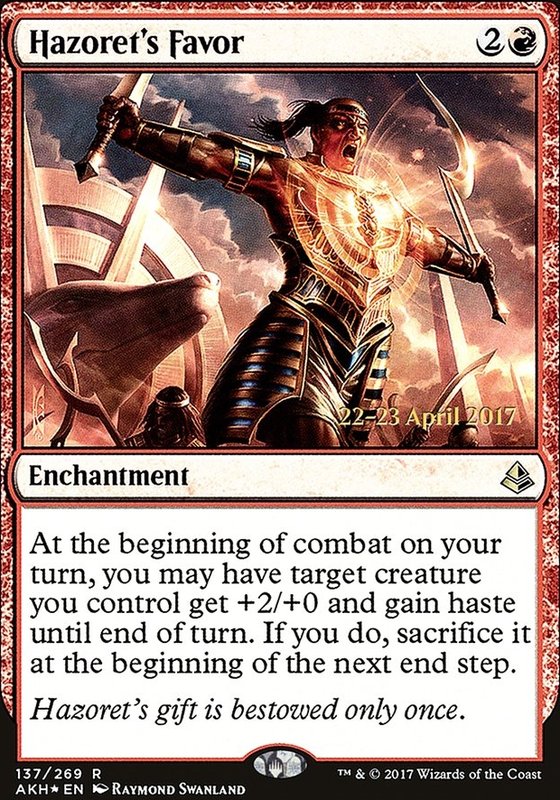 Hazoret's Favor 2
22-23 April 2017
Enchantment
At the beginning of combat on your
turn, you may have target creature
you control get +2/+0 and gain haste
until end of turn. If you do, sacrifice it
at the beginning of the next end step.
Hazoret's gift is bestowed only once.
137/269 R
AKH★EN Raymond Swanland
™ & © 2017 Wizards of the Coast